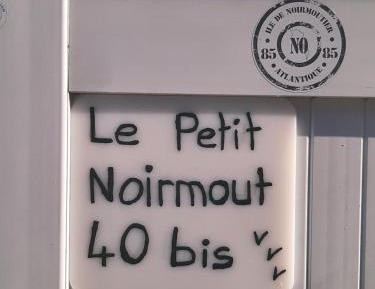 ILE DE NOIRMOUTIER
85 NO 85
ATLANTIQUE
Le Petit
Noirmout
40 bis